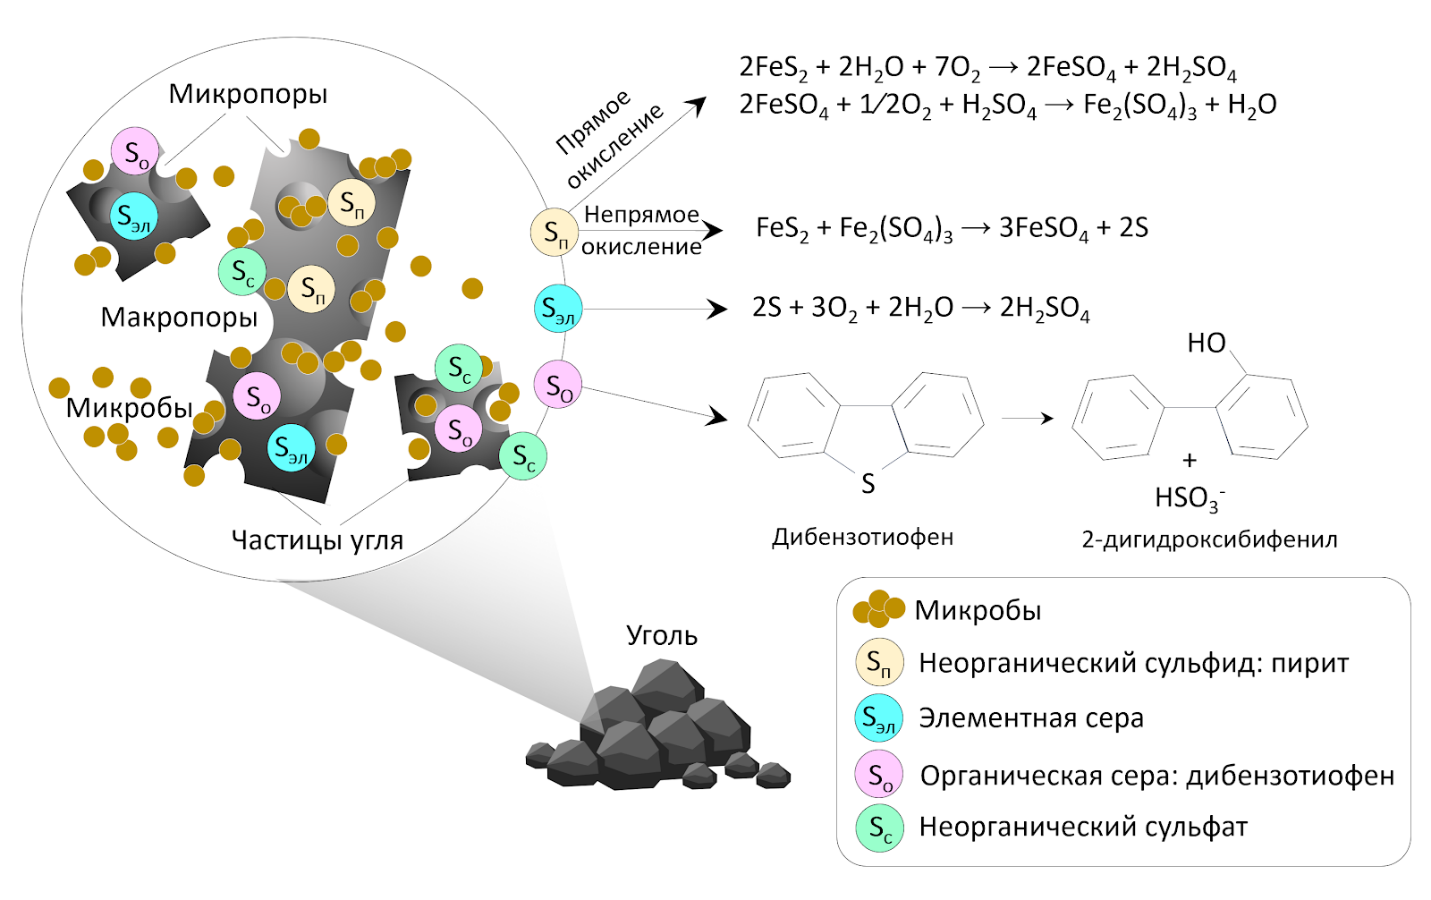 Микропоры
Sо
Sэл
Sп
Sс
Sп
Макропоры
Sс
Микробы
Sо
Sо
Sэл
Частицы угля
Sп
Sэл
Sо
Sс
Прямое
окисление
2FeS₂ + 2H₂O + 7O₂ → 2FeSO₄ + 2H₂SO₄
2FeSO₄ + 1/2O₂ + H₂SO₄ → Fe₂(SO₄)₃ + H₂O
Непрямое
окисление
FeS₂ + Fe₂(SO₄)₃ → 3FeSO₄ + 2S
2S + 3O₂ + 2H₂O → 2H₂SO₄
HO
S
+
HSO₃⁻
Дибензотиофен
2-дигидроксибифенил
Уголь
Микробы
Sп Неорганический сульфид: пирит
Sэл Элементная сера
Sо Органическая сера: дибензотиофен
Sс Неорганический сульфат